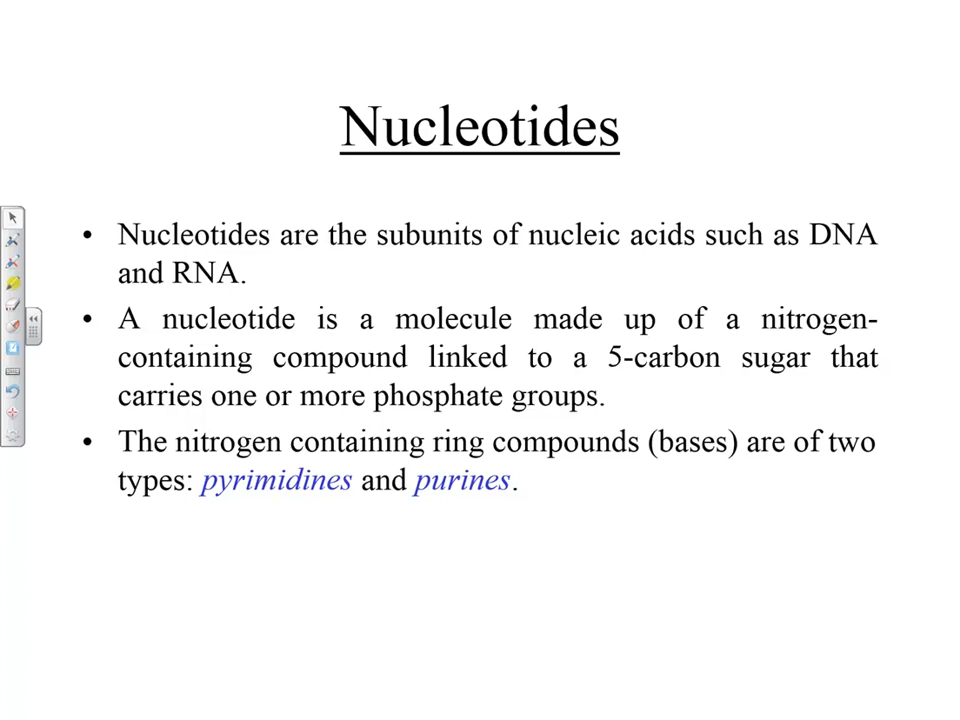 Nucleotides
• Nucleotides are the subunits of nucleic acids such as DNA
and RNA.
• A nucleotide is a molecule made up of a nitrogen-
containing compound linked to a 5-carbon sugar that
carries one or more phosphate groups.
• The nitrogen containing ring compounds (bases) are of two
types: pyrimidines and purines.